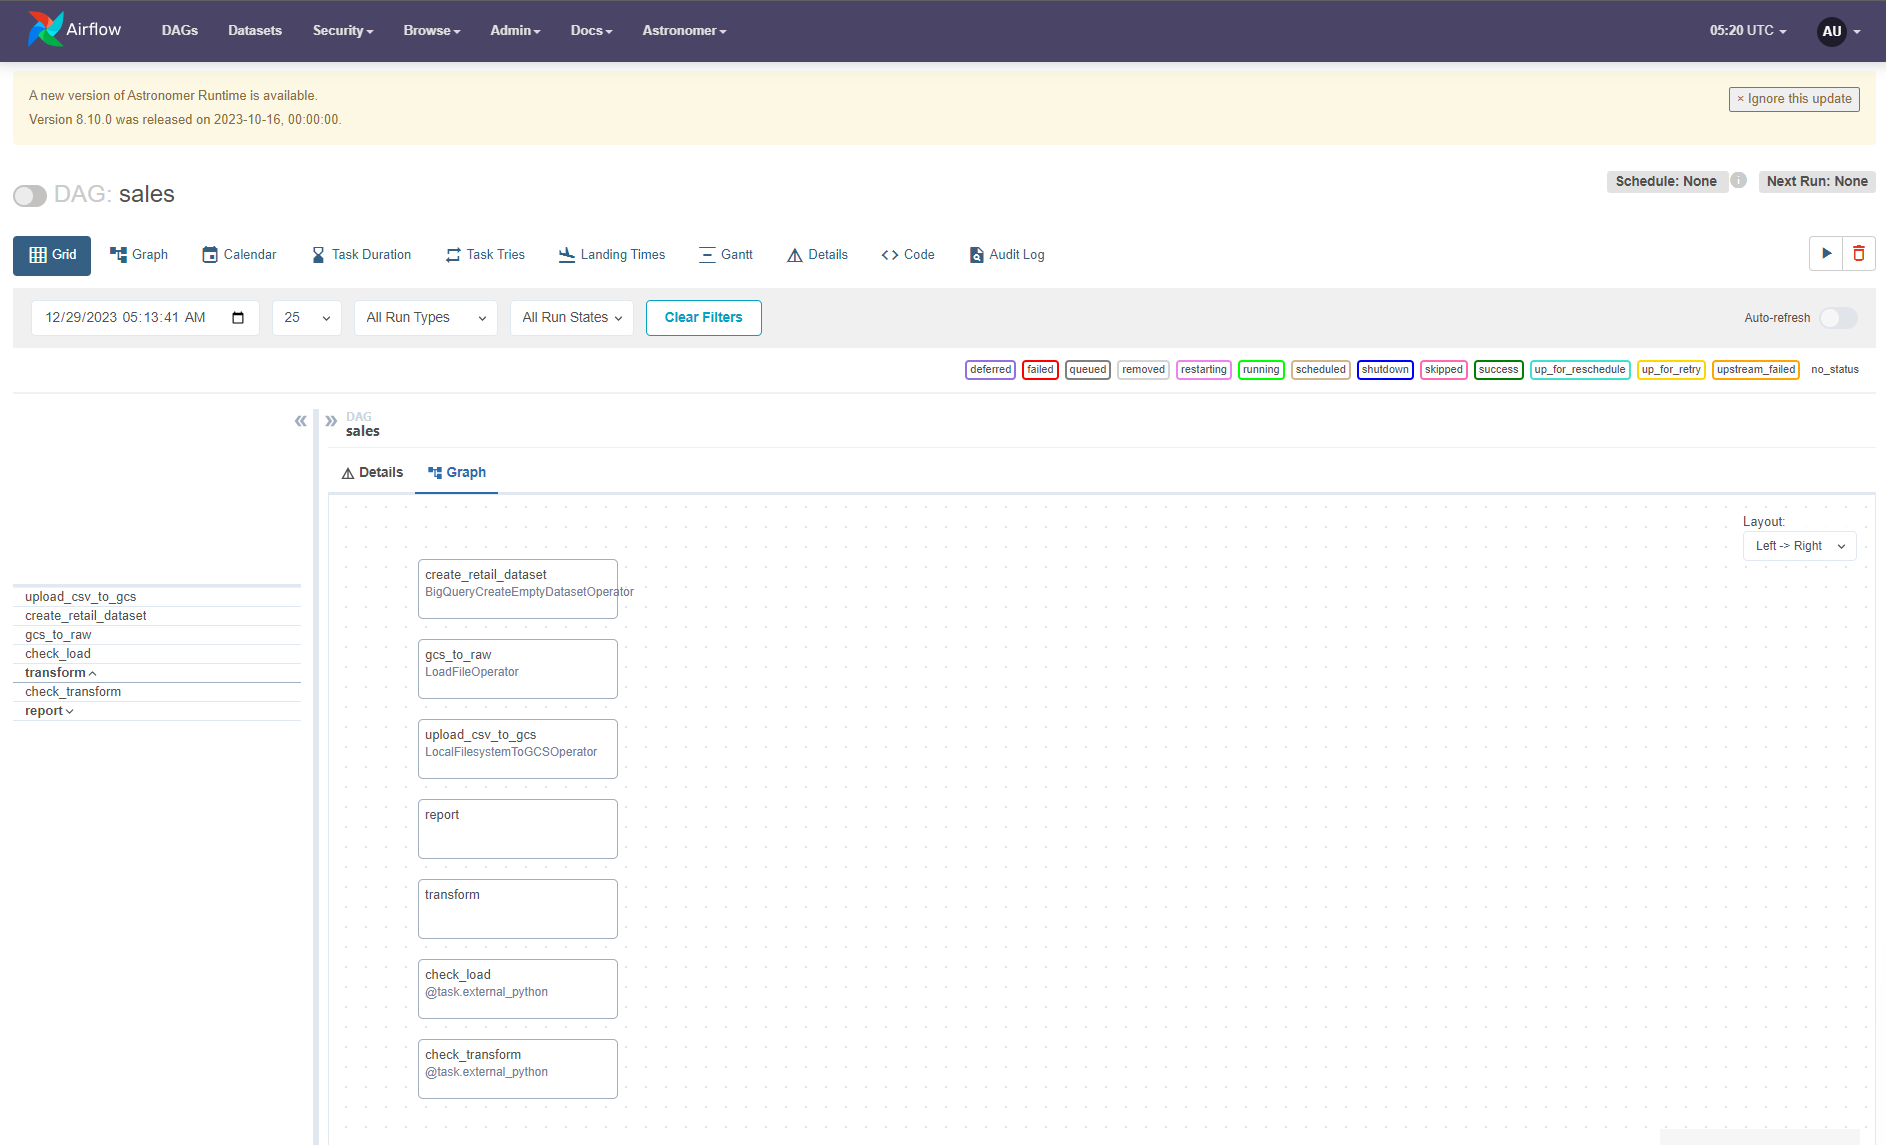 Airflow DAGs Datasets Security Browse Admin Docs Astronomer 05:20 UTC AU
A new version of Astronomer Runtime is available.
Version 8.10.0 was released on 2023-10-16, 00:00:00.
× Ignore this update
DAG: sales
Schedule: None i Next Run: None
Grid Graph Calendar Task Duration Task Tries Landing Times Gantt Details Code Audit Log
12/29/2023 05:13:41 AM 25 All Run Types All Run States Clear Filters Auto-refresh
deferred failed queued removed restarting running scheduled shutdown skipped success up_for_reschedule up_for_retry upstream_failed no_status
upload_csv_to_gcs
create_retail_dataset
gcs_to_raw
check_load
transform
check_transform
report
DAG
sales
Details Graph
Layout:
Left -> Right
create_retail_dataset
BigQueryCreateEmptyDatasetOperator
gcs_to_raw
LoadFileOperator
upload_csv_to_gcs
LocalFilesystemToGCSOperator
report
transform
check_load
@task.external_python
check_transform
@task.external_python